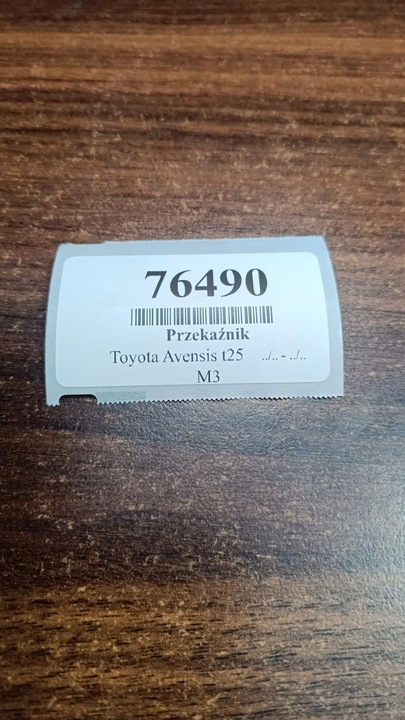 76490
Przekaźnik
Toyota Avensis t25 ../.. - ../..
M3